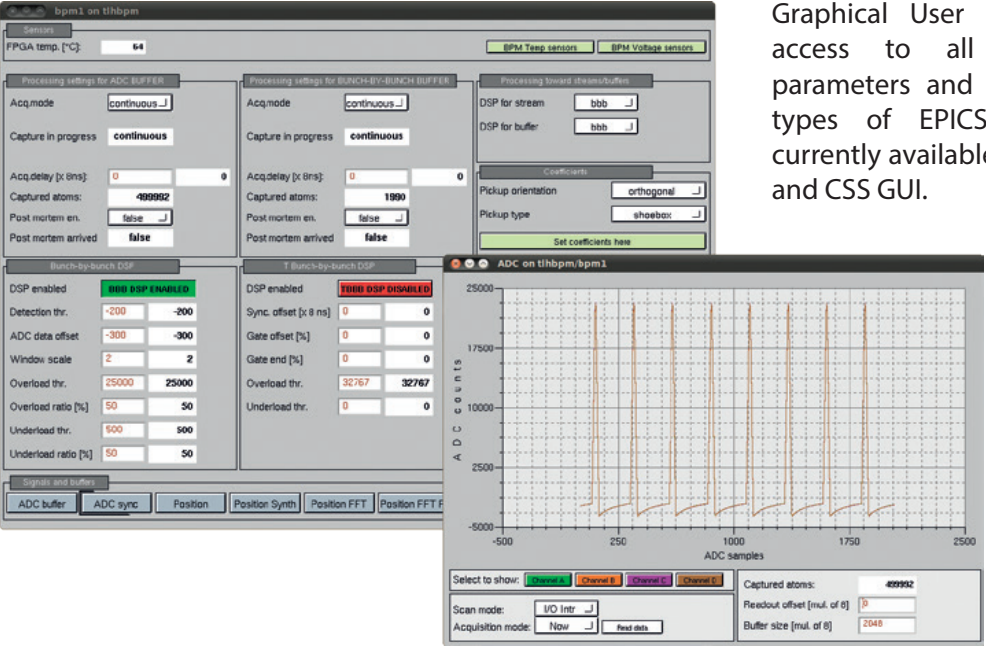 bpm1 on tlhbpm
Sensors
FPGA temp. [°C]: 64
BPM Temp sensors BPM Voltage sensors
Processing settings for ADC BUFFER
Acq.mode continuous
Capture in progress continuous
Acq.delay [x 8ns]: 0 0
Captured atoms: 499992
Post mortem en. false
Post mortem arrived false
Processing settings for BUNCH-BY-BUNCH BUFFER
Acq.mode continuous
Capture in progress continuous
Acq.delay [x 8ns]: 0 0
Captured atoms: 1990
Post mortem en. false
Post mortem arrived false
Processing toward streams/buffers
DSP for stream bbb
DSP for buffer bbb
Coefficients
Pickup orientation orthogonal
Pickup type shoebox
Set coefficients here
Bunch-by-bunch DSP
DSP enabled BBB DSP ENABLED
Detection thr. -200 -200
ADC data offset -300 -300
Window scale 2 2
Overload thr. 25000 25000
Overload ratio [%] 50 50
Underload thr. 500 500
Underload ratio [%] 50 50
T Bunch-by-bunch DSP
DSP enabled TBBB DSP DISABLED
Sync. offset [x 8 ns] 0 0
Gate offset [%] 0 0
Gate end [%] 0 0
Overload thr. 32767 32767
Underload thr. 0 0
Signals and buffers
ADC buffer ADC sync Position Position Synth Position FFT Position FFT F
Graphical User
access to all
parameters and
types of EPICS
currently available
and CSS GUI.
ADC on tlhbpm/bpm1
25000
17500
10000
2500
-5000
ADC counts
-500 250 1000 1750 2500
ADC samples
Select to show: Channel A Channel B Channel C Channel D
Scan mode: I/O Intr
Acquisition mode: Now Read data
Captured atoms: 499992
Readout offset [mul. of 8] 0
Buffer size [mul. of 8] 2048